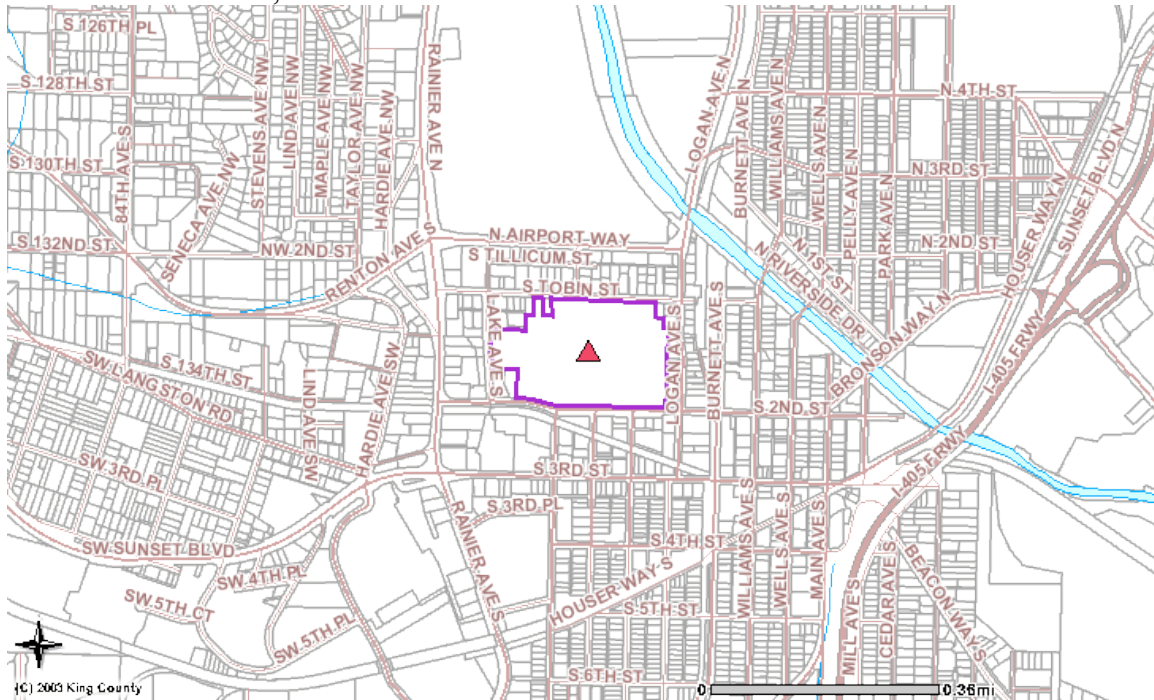 S 126TH PL
S 128TH ST
S 130TH ST
84TH AVE S
S 132ND ST
SENECA AVE NW
STEVENS AVE NW
LIND AVE NW
MAPLE AVE NW
TAYLOR AVE NW
HARDIE AVE NW
NW 2ND ST
RAINIER AVE N
RENTON AVE S
N AIRPORT WAY
S TILLICUM ST
S TOBIN ST
LAKE AVE S
LOGAN AVE N
BURNETT AVE N
WILLIAMS AVE N
WELLS AVE N
PELLY AVE N
PARK AVE N
N 4TH ST
N 3RD ST
N 2ND ST
N 1ST ST
N RIVERSIDE DR
BRONSON WAY N
HOUSER WAY N
SUNSET BLVD N
I-405 FRWY
I-405 FRWY
LOGAN AVE S
BURNETT AVE S
S 2ND ST
S 134TH ST
SW LANGSTON RD
LIND AVE SW
HARDIE AVE SW
SW 3RD PL
SW SUNSET BLVD
SW 4TH PL
SW 5TH CT
SW 5TH PL
S 3RD ST
S 3RD PL
RAINIER AVE S
S 4TH ST
HOUSER WAY S
S 5TH ST
S 6TH ST
WILLIAMS AVE S
WELLS AVE S
MAIN AVE S
MILL AVE S
CEDAR AVE S
BEACON WAY S
(C) 2003 King County
0 0.36mi